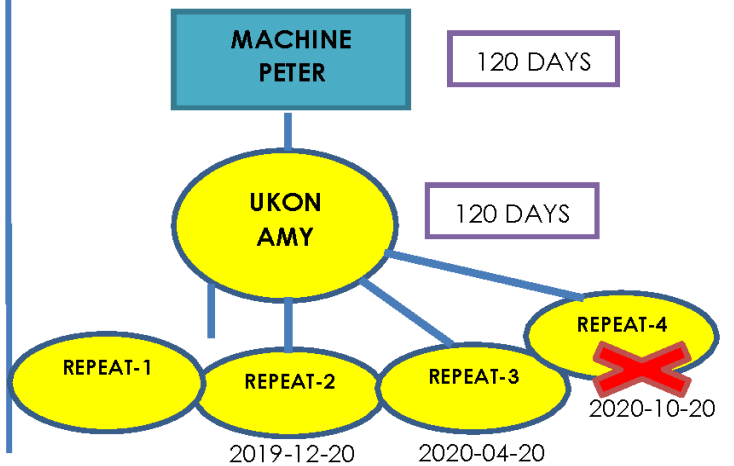 MACHINE
PETER
120 DAYS
UKON
AMY
120 DAYS
REPEAT-1
REPEAT-2
REPEAT-3
REPEAT-4
2019-12-20
2020-04-20
2020-10-20